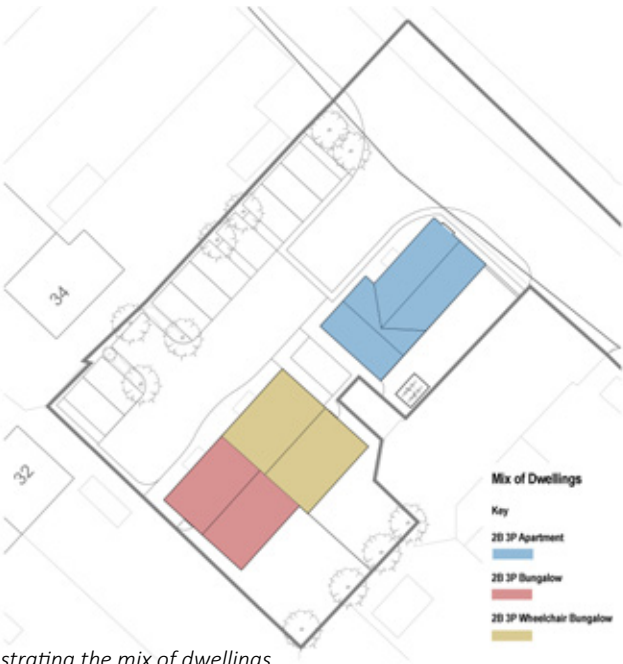 34
32
Mix of Dwellings
Key
2B 3P Apartment
2B 3P Bungalow
2B 3P Wheelchair Bungalow
strating the mix of dwellings